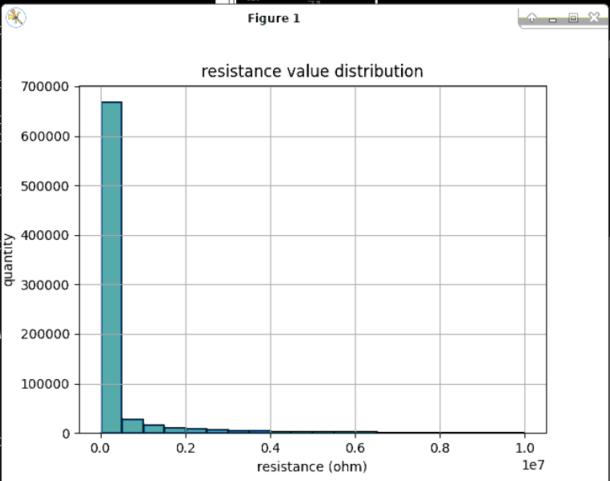 Figure 1
resistance value distribution
700000
600000
500000
400000
300000
200000
100000
0
quantity
0.0 0.2 0.4 0.6 0.8 1.0
1e7
resistance (ohm)